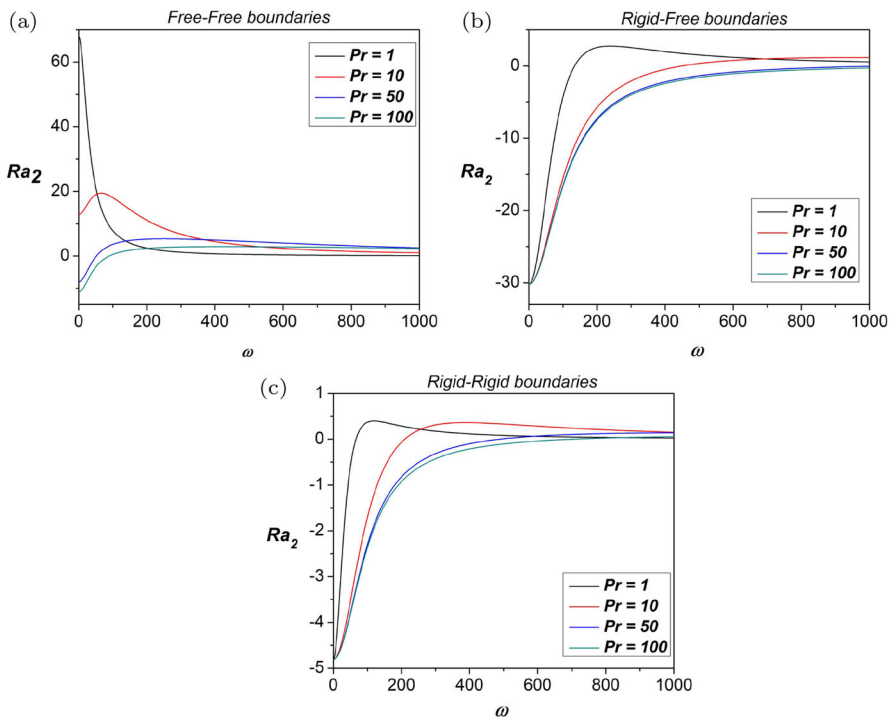 (a)
Free-Free boundaries
60
40
20
0
Ra2
Pr = 1
Pr = 10
Pr = 50
Pr = 100
0 200 400 600 800 1000
ω
(b)
Rigid-Free boundaries
0
-10
-20
-30
Ra2
Pr = 1
Pr = 10
Pr = 50
Pr = 100
0 200 400 600 800 1000
ω
(c)
Rigid-Rigid boundaries
1
0
-1
-2
-3
-4
-5
Ra2
Pr = 1
Pr = 10
Pr = 50
Pr = 100
0 200 400 600 800 1000
ω